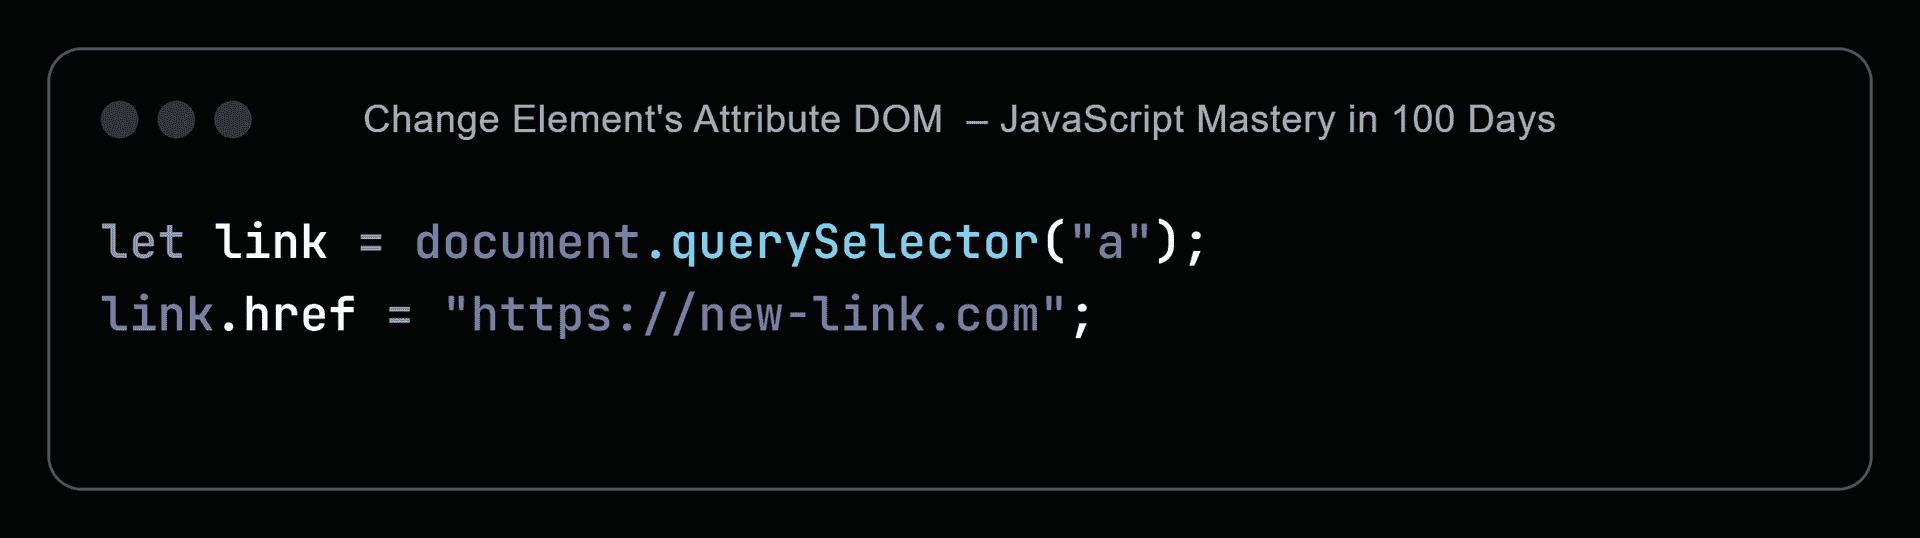 Change Element's Attribute DOM – JavaScript Mastery in 100 Days
let link = document.querySelector("a");
link.href = "https://new-link.com";